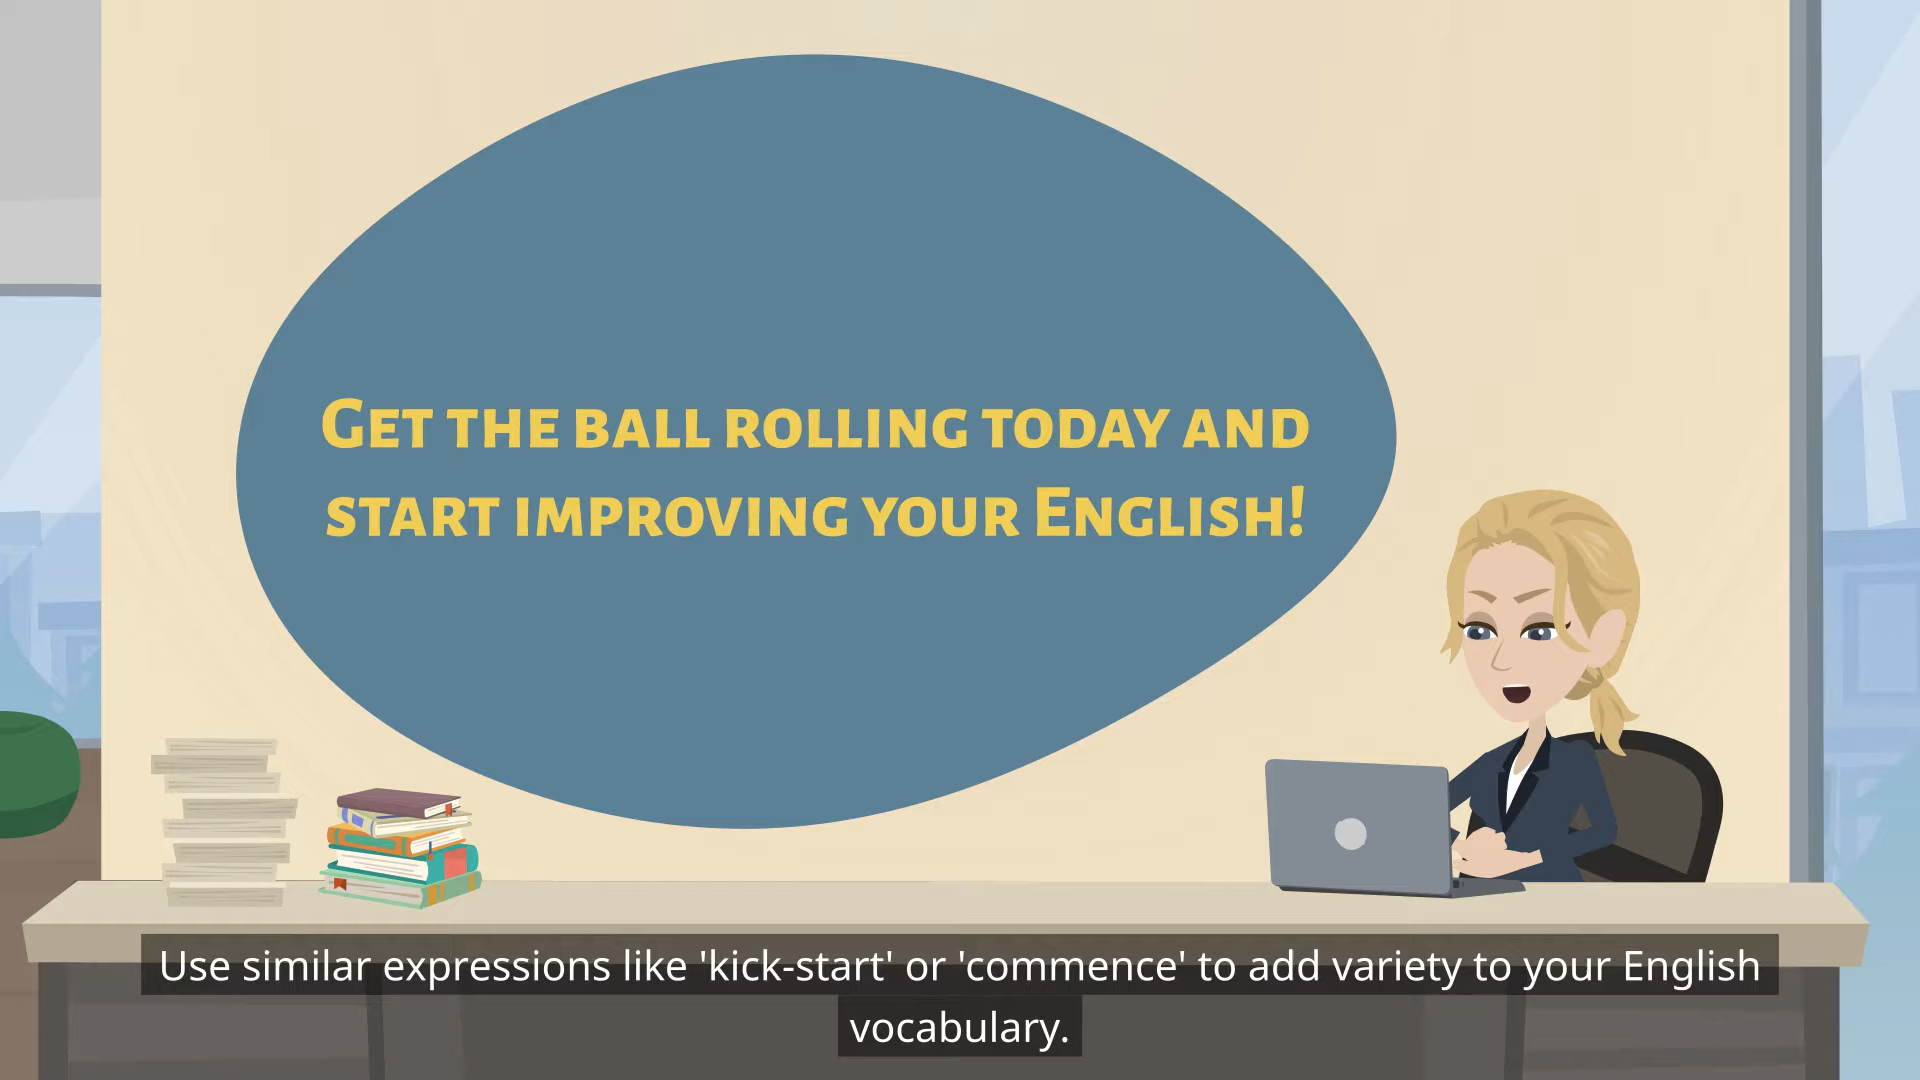 Get the ball rolling today and
start improving your English!
Use similar expressions like 'kick-start' or 'commence' to add variety to your English
vocabulary.